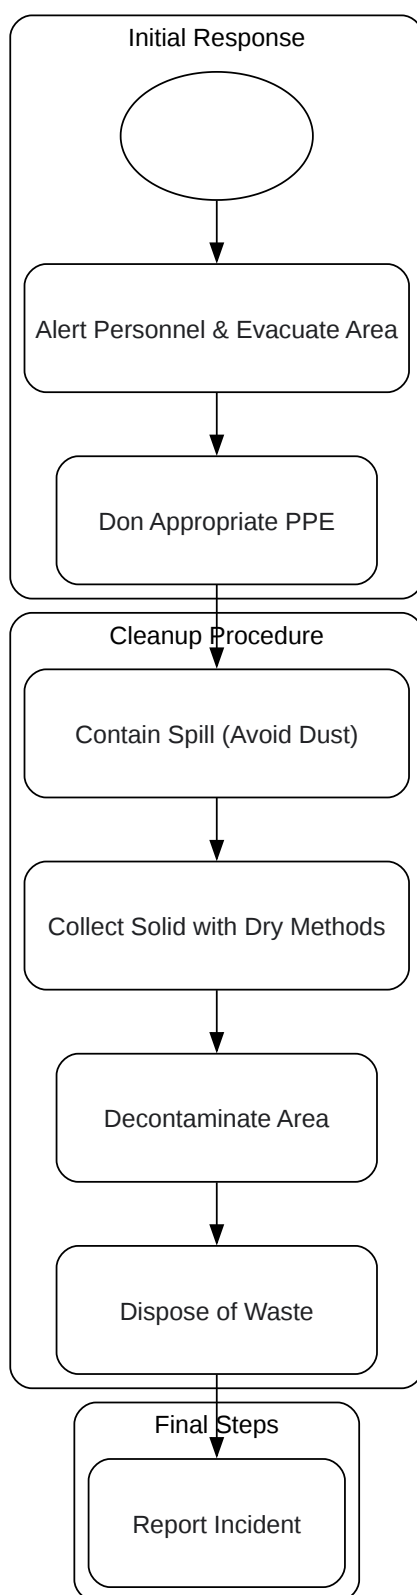 Initial Response
Alert Personnel & Evacuate Area
Don Appropriate PPE
Cleanup Procedure
Contain Spill (Avoid Dust)
Collect Solid with Dry Methods
Decontaminate Area
Dispose of Waste
Final Steps
Report Incident